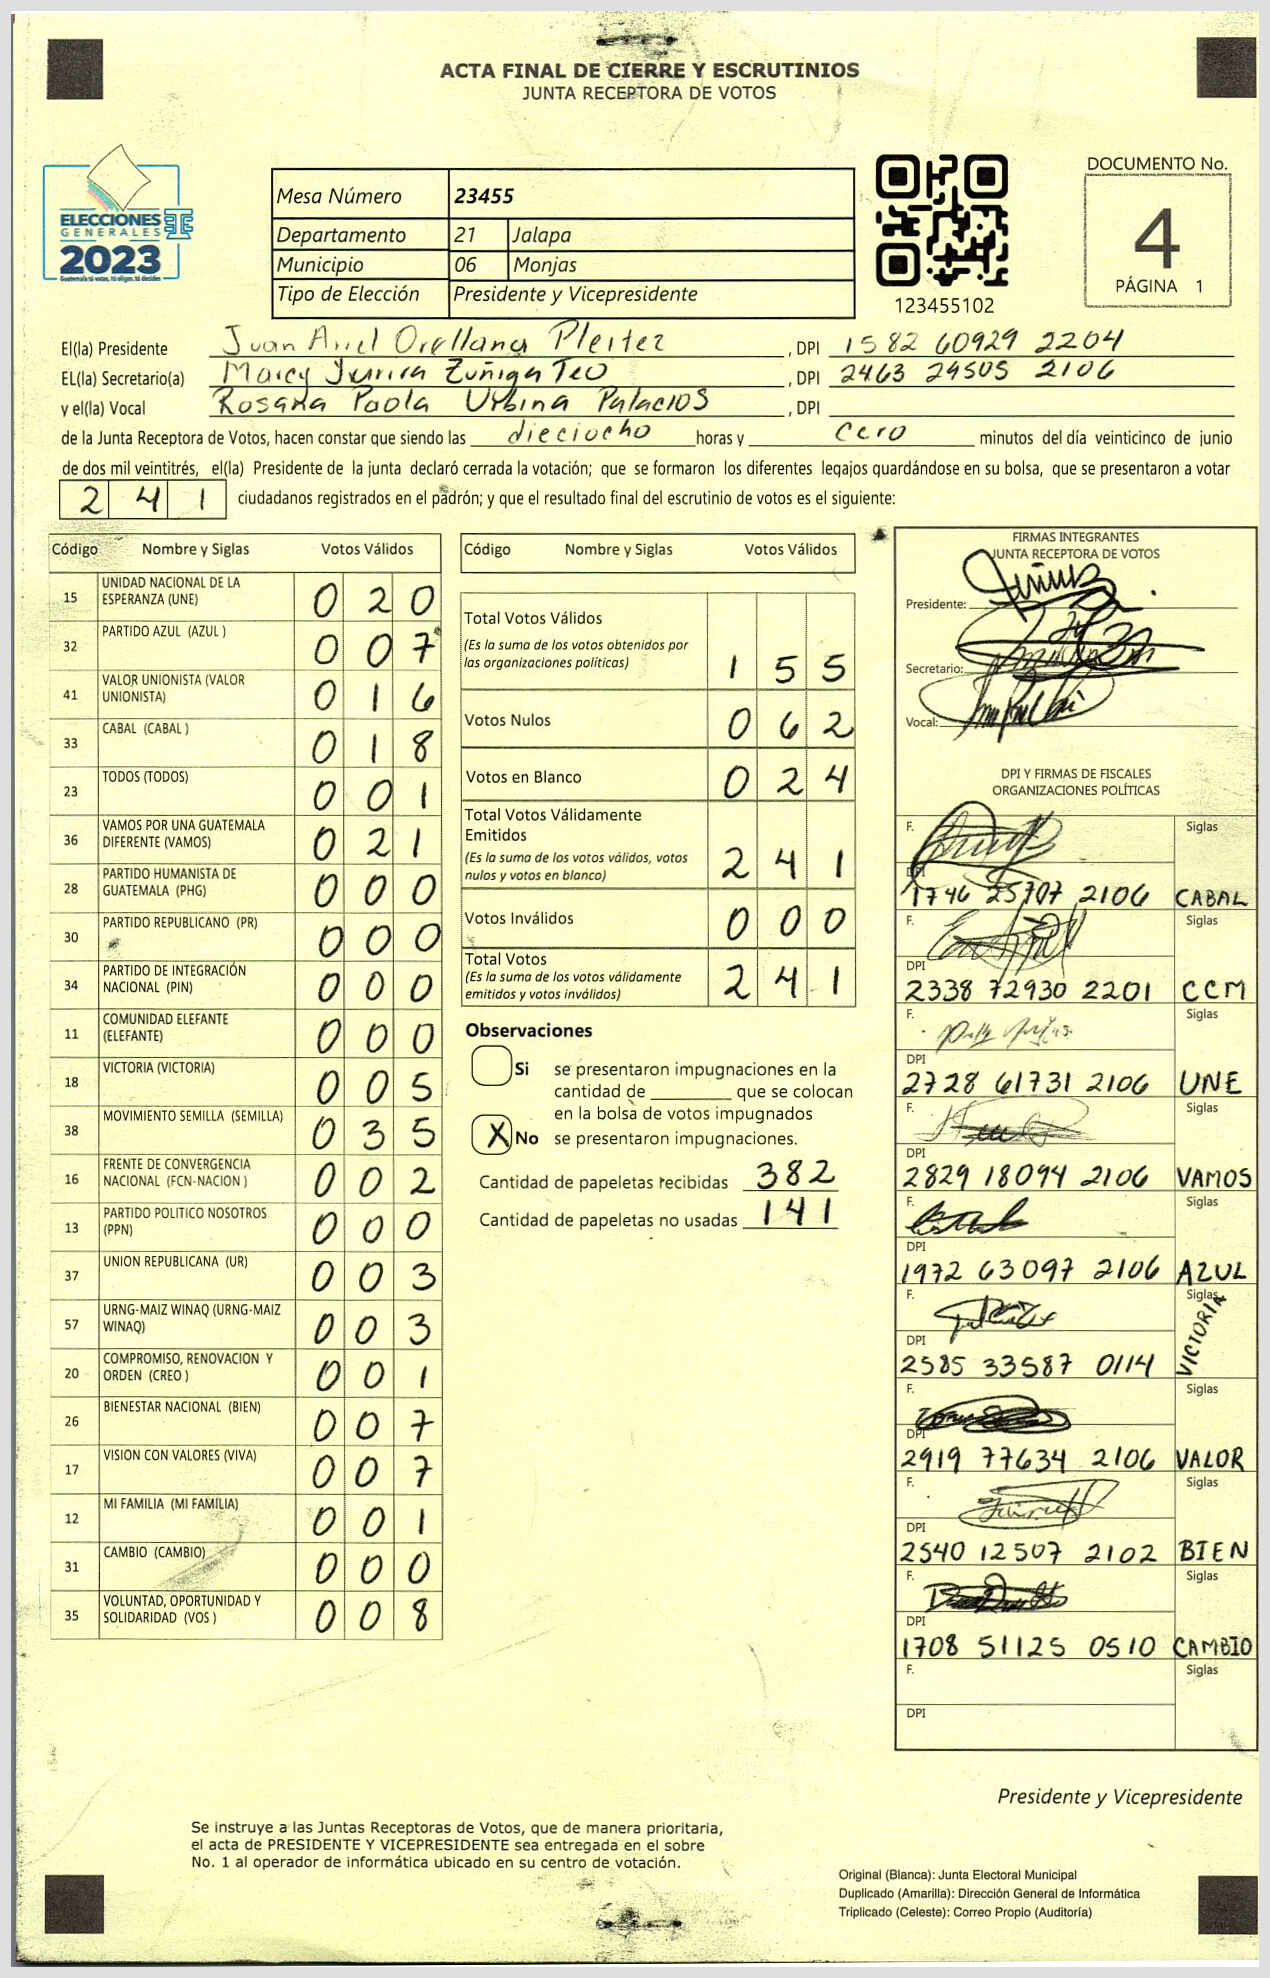 ACTA FINAL DE CIERRE Y ESCRUTINIOS
JUNTA RECEPTORA DE VOTOS
ELECCIONES
GENERALES
2023
Guatemala tú votas, tú eliges, tú decides
Mesa Número 23455
Departamento 21 Jalapa
Municipio 06 Monjas
Tipo de Elección Presidente y Vicepresidente
123455102
DOCUMENTO No.
4
PÁGINA 1
El(la) Presidente Juan Ariel Orellana Pleitez , DPI 1582 60929 2204
EL(la) Secretario(a) Marcy Zuñiga Teo , DPI 2463 29505 2106
y el(la) Vocal Rosana Paola Urbina Palacios , DPI
de la Junta Receptora de Votos, hacen constar que siendo las dieciocho horas y cero minutos del día veinticinco de junio
de dos mil veintitrés, el(la) Presidente de la junta declaró cerrada la votación; que se formaron los diferentes legajos guardándose en su bolsa, que se presentaron a votar
2 4 1 ciudadanos registrados en el padrón; y que el resultado final del escrutinio de votos es el siguiente:
Código Nombre y Siglas Votos Válidos
15 UNIDAD NACIONAL DE LA
ESPERANZA (UNE) 0 2 0
32 PARTIDO AZUL (AZUL ) 0 0 7
41 VALOR UNIONISTA (VALOR
UNIONISTA) 0 1 6
33 CABAL (CABAL ) 0 1 8
23 TODOS (TODOS) 0 0 1
36 VAMOS POR UNA GUATEMALA
DIFERENTE (VAMOS) 0 2 1
28 PARTIDO HUMANISTA DE
GUATEMALA (PHG) 0 0 0
30 PARTIDO REPUBLICANO (PR) 0 0 0
34 PARTIDO DE INTEGRACIÓN
NACIONAL (PIN) 0 0 0
11 COMUNIDAD ELEFANTE
(ELEFANTE) 0 0 0
18 VICTORIA (VICTORIA) 0 0 5
38 MOVIMIENTO SEMILLA (SEMILLA) 0 3 5
16 FRENTE DE CONVERGENCIA
NACIONAL (FCN-NACION ) 0 0 2
13 PARTIDO POLITICO NOSOTROS
(PPN) 0 0 0
37 UNION REPUBLICANA (UR) 0 0 3
57 URNG-MAIZ WINAQ (URNG-MAIZ
WINAQ) 0 0 3
20 COMPROMISO, RENOVACION Y
ORDEN (CREO ) 0 0 1
26 BIENESTAR NACIONAL (BIEN) 0 0 7
17 VISION CON VALORES (VIVA) 0 0 7
12 MI FAMILIA (MI FAMILIA) 0 0 1
31 CAMBIO (CAMBIO) 0 0 0
35 VOLUNTAD, OPORTUNIDAD Y
SOLIDARIDAD (VOS ) 0 0 8
Código Nombre y Siglas Votos Válidos
Total Votos Válidos
(Es la suma de los votos obtenidos por
las organizaciones políticas) 1 5 5
Votos Nulos 0 6 2
Votos en Blanco 0 2 4
Total Votos Válidamente
Emitidos
(Es la suma de los votos válidos, votos
nulos y votos en blanco) 2 4 1
Votos Inválidos 0 0 0
Total Votos
(Es la suma de los votos válidamente
emitidos y votos inválidos) 2 4 1
Observaciones
Si se presentaron impugnaciones en la
cantidad de ________ que se colocan
en la bolsa de votos impugnados
X No se presentaron impugnaciones.
Cantidad de papeletas recibidas 382
Cantidad de papeletas no usadas 141
FIRMAS INTEGRANTES
JUNTA RECEPTORA DE VOTOS
Presidente:
Secretario:
Vocal:
DPI Y FIRMAS DE FISCALES
ORGANIZACIONES POLÍTICAS
F. Siglas
DPI
1746 25707 2106 CABAL
F. Siglas
DPI
2338 72930 2201 CCM
F. Siglas
DPI
2728 61731 2106 UNE
F. Siglas
DPI
2829 18094 2106 VAMOS
F. Siglas
DPI
1972 63097 2106 AZUL
F. Siglas
DPI
2585 33587 0114 VICTORIA
F. Siglas
DPI
2919 77634 2106 VALOR
F. Siglas
DPI
2540 12507 2102 BIEN
F. Siglas
DPI
1708 51125 0510 CAMBIO
F. Siglas
DPI
Presidente y Vicepresidente
Se instruye a las Juntas Receptoras de Votos, que de manera prioritaria,
el acta de PRESIDENTE Y VICEPRESIDENTE sea entregada en el sobre
No. 1 al operador de informática ubicado en su centro de votación.
Original (Blanca): Junta Electoral Municipal
Duplicado (Amarilla): Dirección General de Informática
Triplicado (Celeste): Correo Propio (Auditoría)